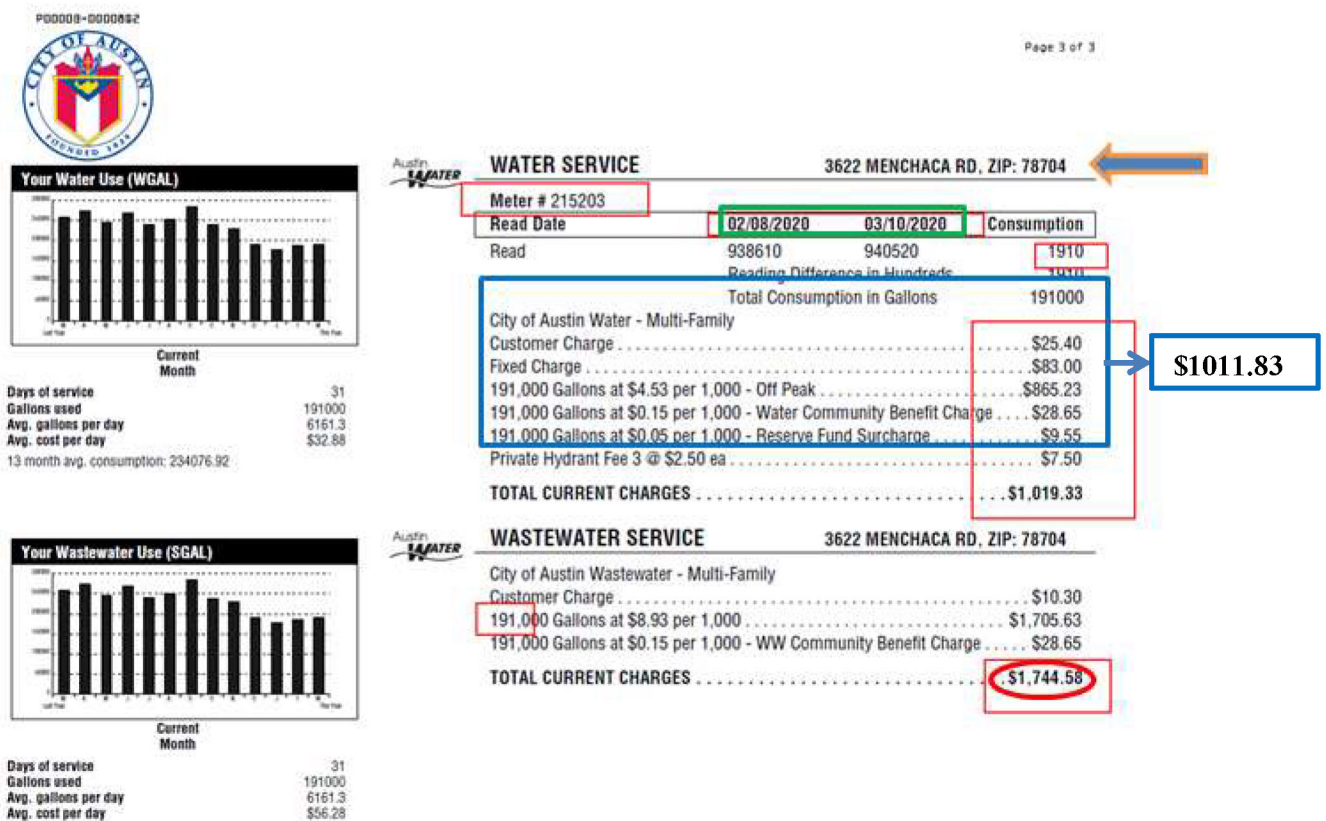 P00003-0000892
Page 3 of 3
CITY OF AUSTIN
FOUNDED 1839
Austin WATER
WATER SERVICE 3622 MENCHACA RD, ZIP: 78704
Meter # 215203
Read Date 02/08/2020 03/10/2020 Consumption
Read 938610 940520 1910
Reading Difference in Hundreds 1910
Total Consumption in Gallons 191000
City of Austin Water - Multi-Family
Customer Charge $25.40
Fixed Charge $83.00
191,000 Gallons at $4.53 per 1,000 - Off Peak $865.23
191,000 Gallons at $0.15 per 1,000 - Water Community Benefit Charge $28.65
191,000 Gallons at $0.05 per 1,000 - Reserve Fund Surcharge $9.55
Private Hydrant Fee 3 @ $2.50 ea $7.50
TOTAL CURRENT CHARGES $1,019.33
$1011.83
Your Water Use (WGAL)
Current
Month
Days of service 31
Gallons used 191000
Avg. gallons per day 6161.3
Avg. cost per day $32.88
13 month avg. consumption: 234076.92
Austin WATER
WASTEWATER SERVICE 3622 MENCHACA RD, ZIP: 78704
City of Austin Wastewater - Multi-Family
Customer Charge $10.30
191,000 Gallons at $8.93 per 1,000 $1,705.63
191,000 Gallons at $0.15 per 1,000 - WW Community Benefit Charge $28.65
TOTAL CURRENT CHARGES $1,744.58
Your Wastewater Use (SGAL)
Current
Month
Days of service 31
Gallons used 191000
Avg. gallons per day 6161.3
Avg. cost per day $56.28